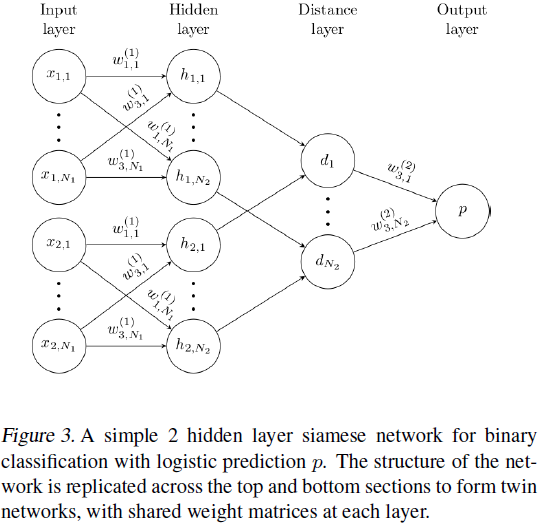 Input layer
Hidden layer
Distance layer
Output layer
x_{1,1}
w_{1,1}^{(1)}
h_{1,1}
w_{3,1}^{(1)}
w_{1,N_1}^{(1)}
x_{1,N_1}
w_{3,N_1}^{(1)}
h_{1,N_2}
x_{2,1}
w_{1,1}^{(1)}
h_{2,1}
w_{3,1}^{(1)}
w_{1,N_1}^{(1)}
x_{2,N_1}
w_{3,N_1}^{(1)}
h_{2,N_2}
d_1
d_{N_2}
w_{3,1}^{(2)}
w_{3,N_2}^{(2)}
p
Figure 3. A simple 2 hidden layer siamese network for binary
classification with logistic prediction p. The structure of the net-
work is replicated across the top and bottom sections to form twin
networks, with shared weight matrices at each layer.